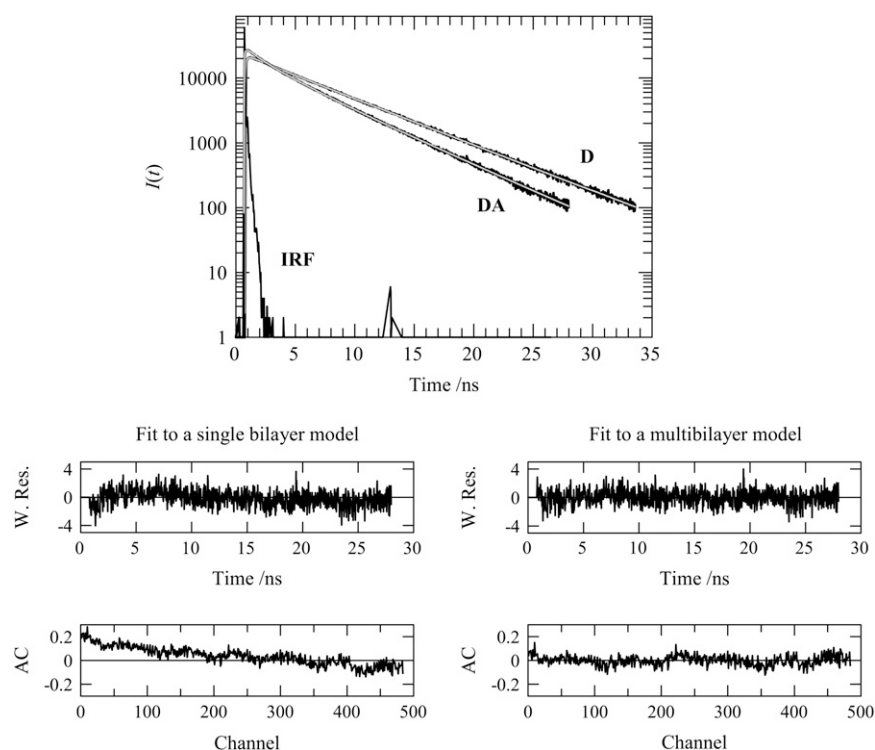 10000
1000
100
10
1
I(t)
D
DA
IRF
0 5 10 15 20 25 30 35
Time /ns
Fit to a single bilayer model
4
0
-4
W. Res.
0 5 10 15 20 25 30
Time /ns
0.2
0
-0.2
AC
0 100 200 300 400 500
Channel
Fit to a multibilayer model
4
0
-4
W. Res.
0 5 10 15 20 25 30
Time /ns
0.2
0
-0.2
AC
0 100 200 300 400 500
Channel